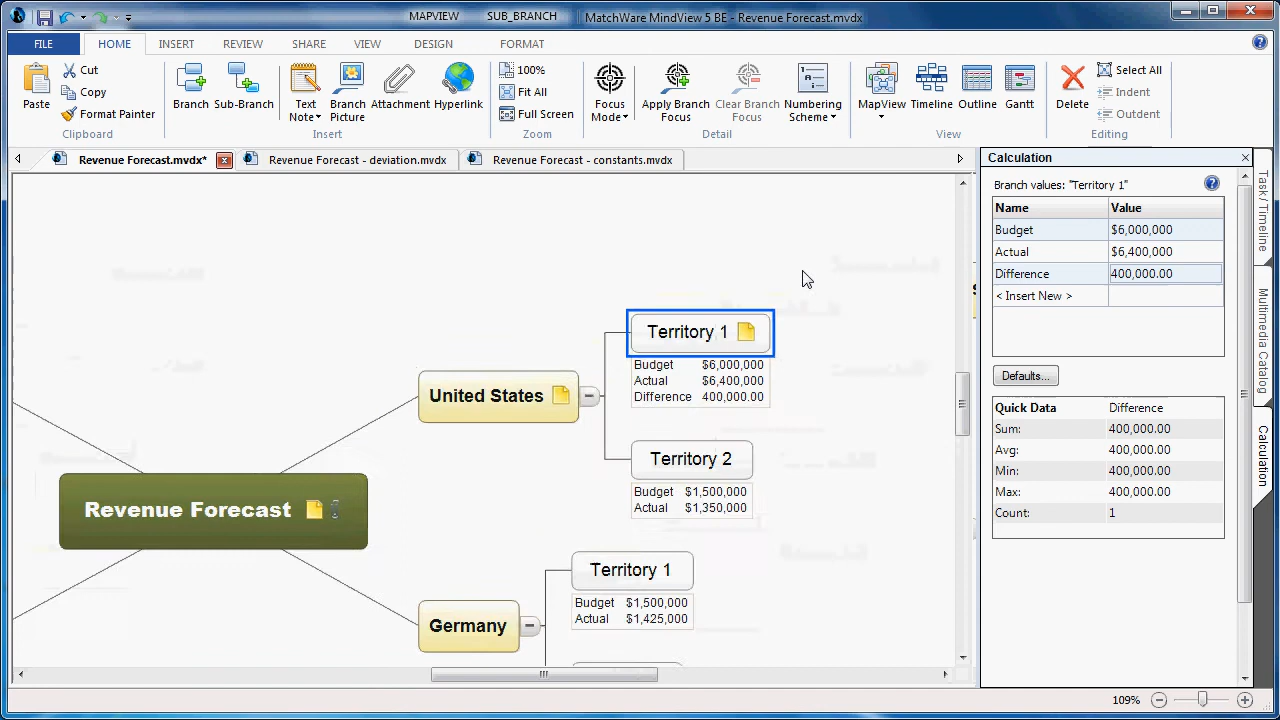 MAPVIEW SUB_BRANCH MatchWare MindView 5 BE - Revenue Forecast.mvdx
FILE HOME INSERT REVIEW SHARE VIEW DESIGN FORMAT
Paste
Cut
Copy
Format Painter
Clipboard
Branch
Sub-Branch
Text Note
Branch Picture
Attachment
Hyperlink
Insert
100%
Fit All
Full Screen
Zoom
Focus Mode
Apply Branch Focus
Clear Branch Focus
Numbering Scheme
Detail
MapView
Timeline
Outline
Gantt
View
Delete
Select All
Indent
Outdent
Editing
Revenue Forecast.mvdx*
Revenue Forecast - deviation.mvdx
Revenue Forecast - constants.mvdx
Territory 1
Budget $6,000,000
Actual $6,400,000
Difference 400,000.00
United States
Territory 2
Budget $1,500,000
Actual $1,350,000
Revenue Forecast
Territory 1
Budget $1,500,000
Actual $1,425,000
Germany
Calculation
Branch values: "Territory 1"
Name Value
Budget $6,000,000
Actual $6,400,000
Difference 400,000.00
< Insert New >
Defaults...
Quick Data Difference
Sum: 400,000.00
Avg: 400,000.00
Min: 400,000.00
Max: 400,000.00
Count: 1
Task/ Timeline
Multimedia Catalog
Calculation
109%